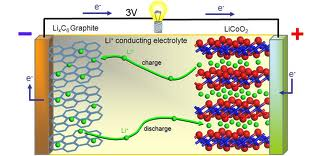 e⁻ 3V e⁻
LiₓC₆ Graphite Li⁺ conducting electrolyte LiCoO₂
− +
Li⁺
charge
e⁻ e⁻
Li⁺
discharge